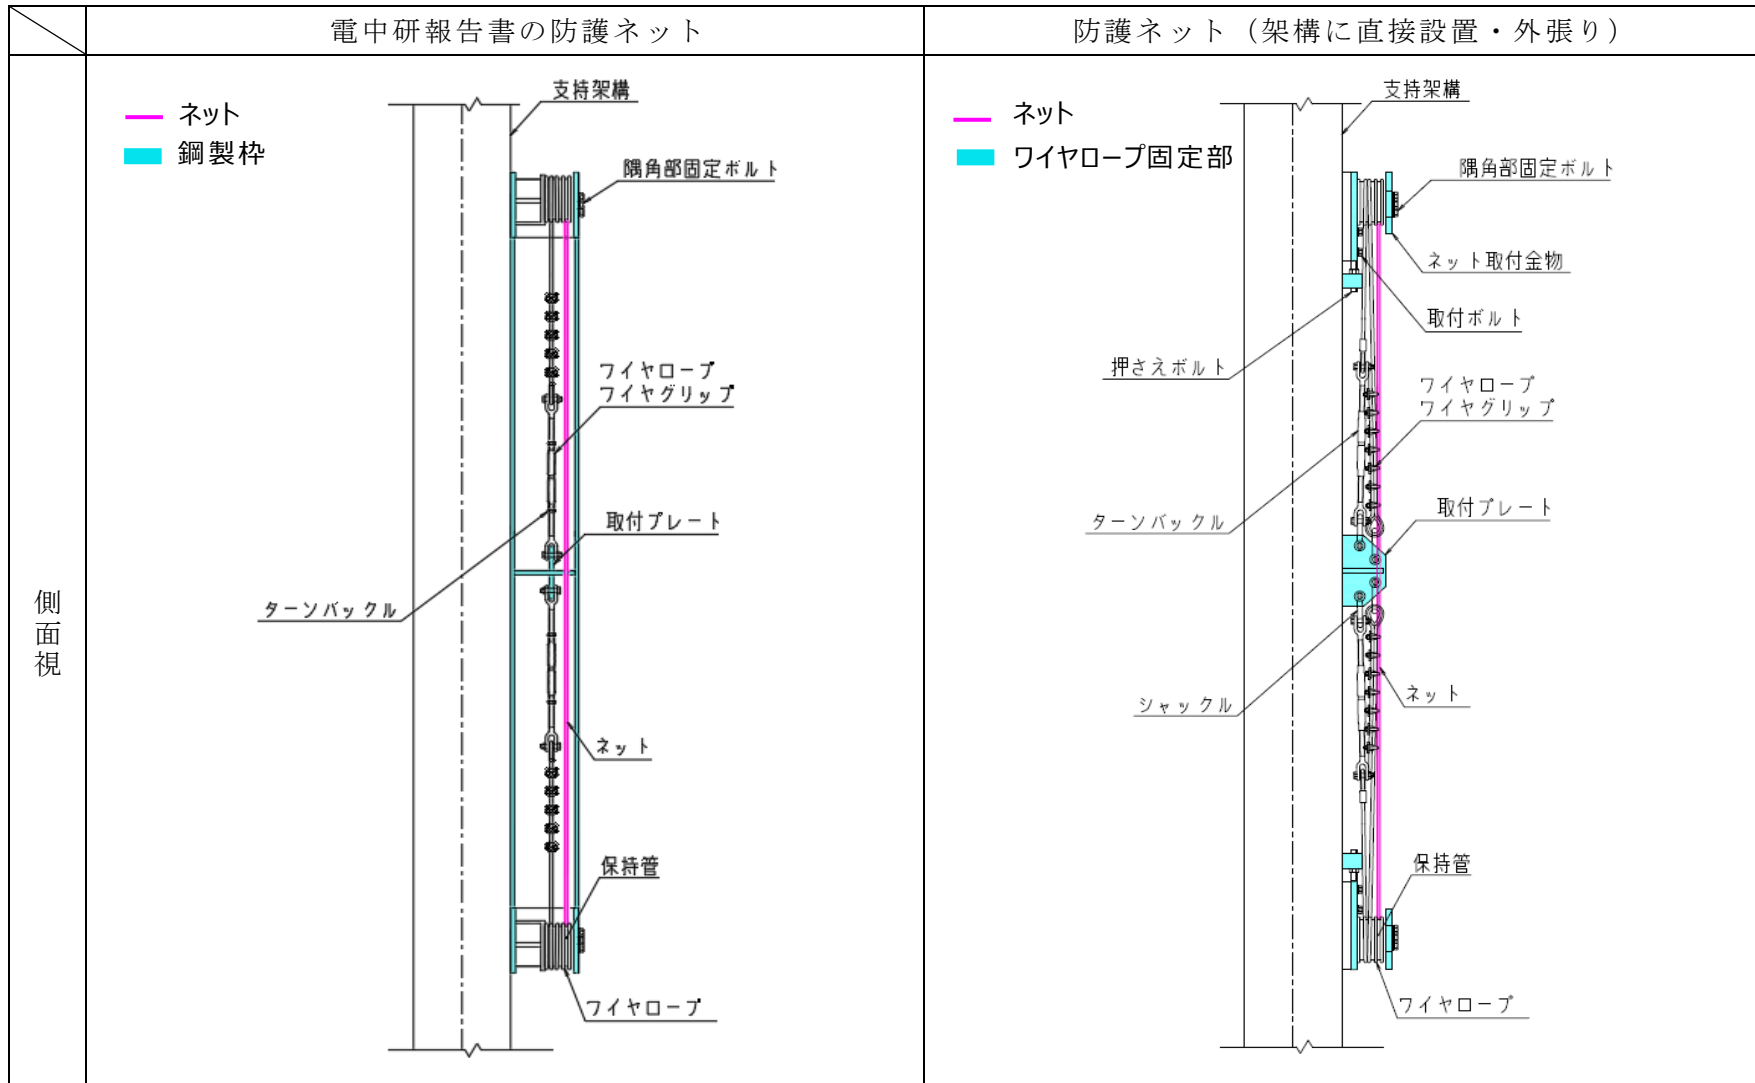 電中研報告書の防護ネット
防護ネット（架構に直接設置・外張り）
側面視
ネット
鋼製枠
支持架構
隅角部固定ボルト
ワイヤロープ
ワイヤグリップ
取付プレート
ターンバックル
ネット
保持管
ワイヤロープ
ネット
ワイヤロープ固定部
支持架構
隅角部固定ボルト
ネット取付金物
取付ボルト
押さえボルト
ワイヤロープ
ワイヤグリップ
取付プレート
ターンバックル
シャックル
ネット
保持管
ワイヤロープ